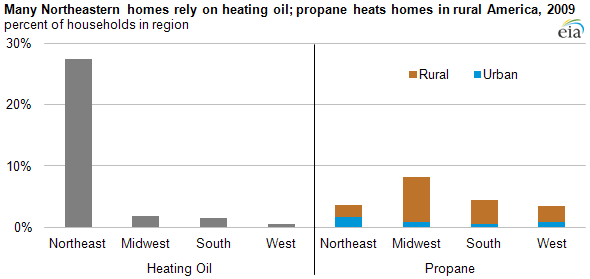 Many Northeastern homes rely on heating oil; propane heats homes in rural America, 2009
percent of households in region
eia
30%
20%
10%
0%
Rural Urban
Northeast Midwest South West Northeast Midwest South West
Heating Oil Propane